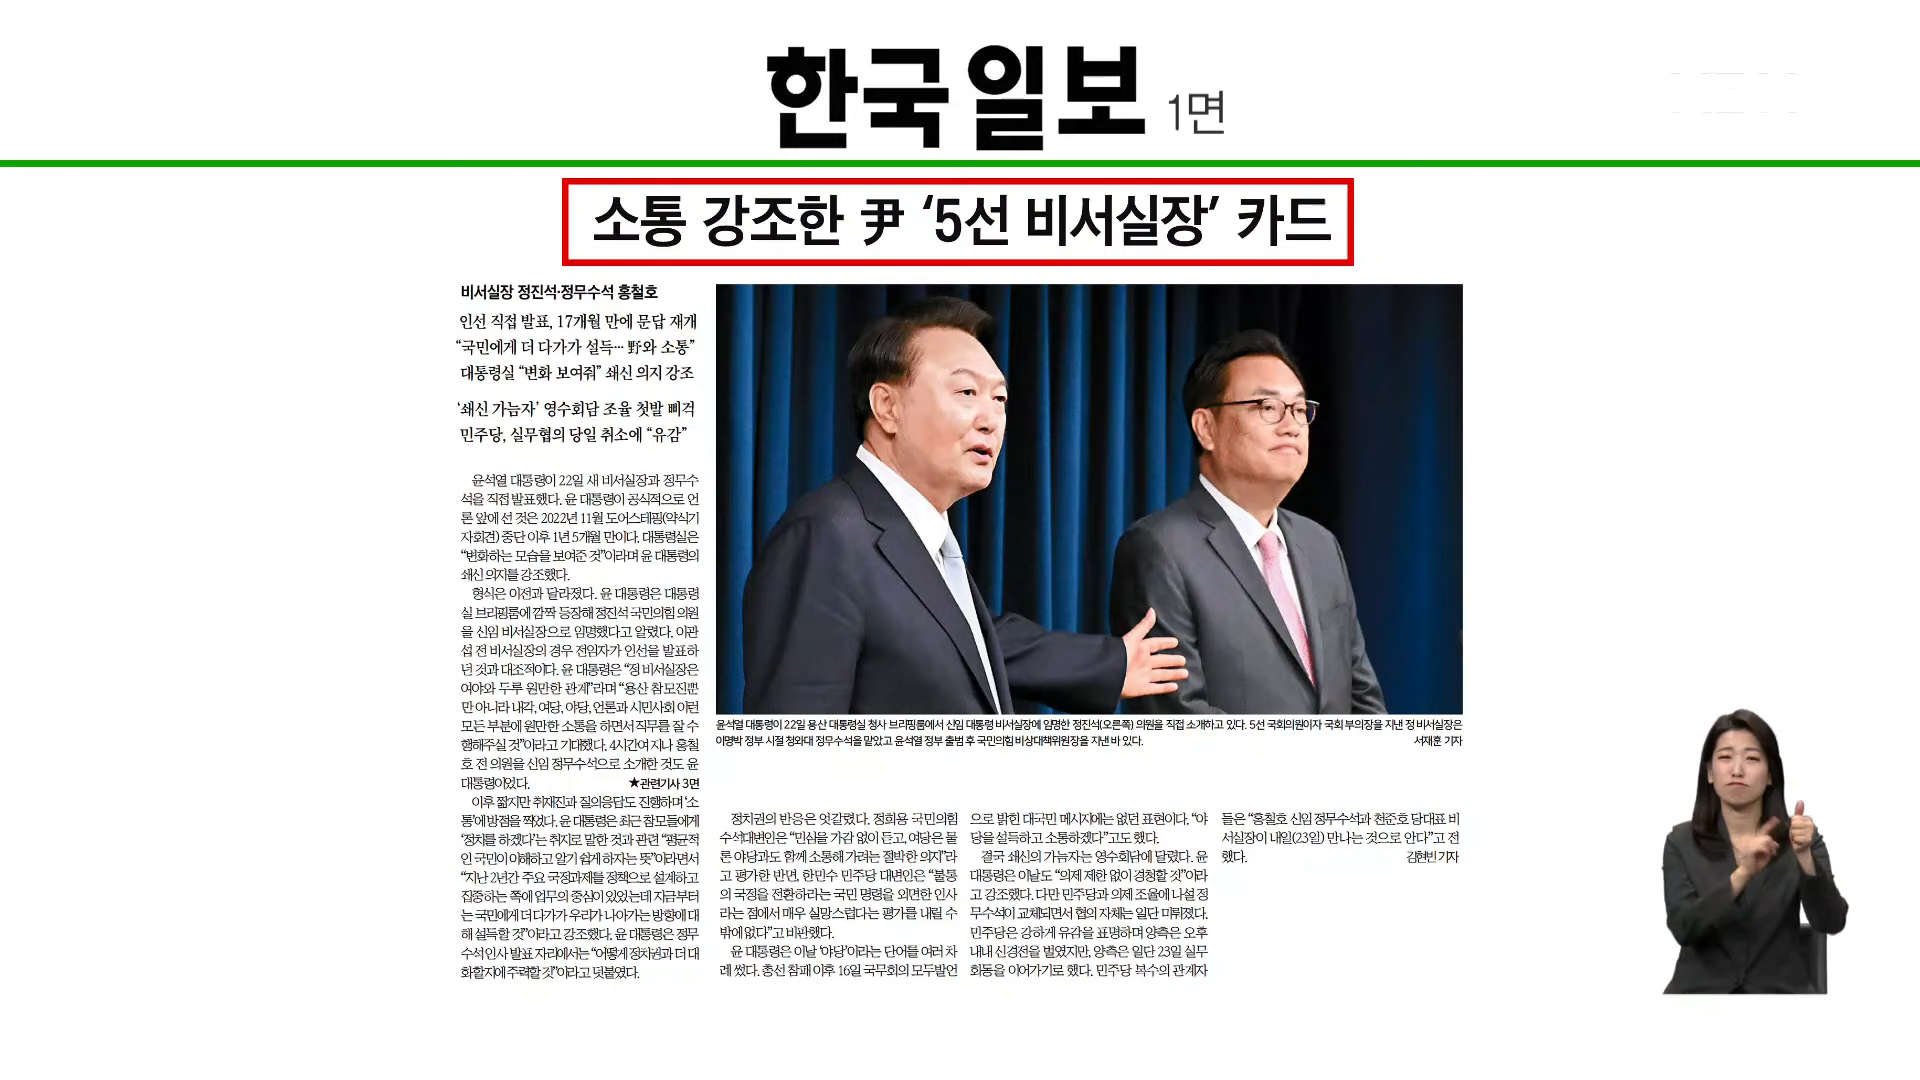 한국일보 1면
소통 강조한 尹 ‘5선 비서실장’ 카드
비서실장 정진석·정무수석 홍철호
인선 직접 발표, 17개월 만에 문답 재개
“국민에게 더 다가가 설득… 野와 소통”
대통령실 “변화 보여줘” 쇄신 의지 강조
‘쇄신 가늠자’ 영수회담 조율 첫발 삐걱
민주당, 실무협의 당일 취소에 “유감”
윤석열 대통령이 22일 새 비서실장과 정무수
석을 직접 발표했다. 윤 대통령이 공식적으로 언
론 앞에 선 것은 2022년 11월 도어스테핑(약식기
자회견) 중단 이후 1년 5개월 만이다. 대통령실은
“변화하는 모습을 보여준 것”이라며 윤 대통령의
쇄신 의지를 강조했다.
형식은 이전과 달라졌다. 윤 대통령은 대통령
실 브리핑룸에 깜짝 등장해 정진석 국민의힘 의원
을 신임 비서실장으로 임명했다고 알렸다. 이관
섭 전 비서실장의 경우 전임자가 인선을 발표하
던 것과 대조적이다. 윤 대통령은 “정 비서실장은
여야와 두루 원만한 관계”라며 “용산 참모진뿐
만 아니라 내각, 여당, 야당, 언론과 시민사회 이런
모든 부분에 원만한 소통을 하면서 직무를 잘 수
행해주실 것”이라고 기대했다. 4시간여 지나 홍철
호 전 의원을 신임 정무수석으로 소개한 것도 윤
대통령이었다. ★관련기사 3면
이후 짧지만 취재진과 질의응답도 진행하며 ‘소
통’에 방점을 찍었다. 윤 대통령은 최근 참모들에게
‘정치를 하겠다’는 취지로 말한 것과 관련 “평균적
인 국민이 이해하고 알기 쉽게 하자는 뜻”이라면서
“지난 2년간 주요 국정과제를 정책으로 설계하고
집중하는 쪽에 업무의 중심이 있었는데 지금부터
는 국민에게 더 다가가 우리가 나아가는 방향에 대
해 설득할 것”이라고 강조했다. 윤 대통령은 정무
수석 인사 발표 자리에서는 “어떻게 정치권과 더 대
화할지에 주력할 것”이라고 덧붙였다.
윤석열 대통령이 22일 용산 대통령실 청사 브리핑룸에서 신임 대통령 비서실장에 임명한 정진석(오른쪽) 의원을 직접 소개하고 있다. 5선 국회의원이자 국회 부의장을 지낸 정 비서실장은
이명박 정부 시절 청와대 정무수석을 맡았고 윤석열 정부 출범 후 국민의힘 비상대책위원장을 지낸 바 있다. 서재훈 기자
정치권의 반응은 엇갈렸다. 정희용 국민의힘
수석대변인은 “민심을 가감 없이 듣고, 여당은 물
론 야당과도 함께 소통해 가려는 절박한 의지”라
고 평가한 반면, 한민수 민주당 대변인은 “불통
의 국정을 전환하라는 국민 명령을 외면한 인사
라는 점에서 매우 실망스럽다는 평가를 내릴 수
밖에 없다”고 비판했다.
윤 대통령은 이날 ‘야당’이라는 단어를 여러 차
례 썼다. 총선 참패 이후 16일 국무회의 모두발언
으로 밝힌 대국민 메시지에는 없던 표현이다. “야
당을 설득하고 소통하겠다”고도 했다.
결국 쇄신의 가늠자는 영수회담에 달렸다. 윤
대통령은 이날도 “의제 제한 없이 경청할 것”이라
고 강조했다. 다만 민주당과 의제 조율에 나설 정
무수석이 교체되면서 협의 자체는 일단 미뤄졌다.
민주당은 강하게 유감을 표명하며 양측은 오후
내내 신경전을 벌였지만, 양측은 일단 23일 실무
회동을 이어가기로 했다. 민주당 복수의 관계자
들은 “홍철호 신임 정무수석과 천준호 당대표 비
서실장이 내일(23일) 만나는 것으로 안다”고 전
했다. 김현빈 기자